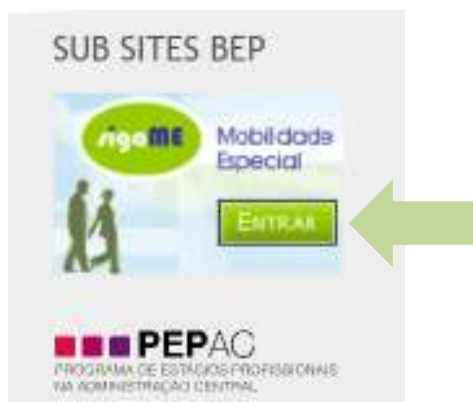 SUB SITES BEP
sigaME
Mobilidade
Especial
ENTRAR
PEPAC
PROGRAMA DE ESTÁGIOS PROFISSIONAIS
NA ADMINISTRAÇÃO CENTRAL